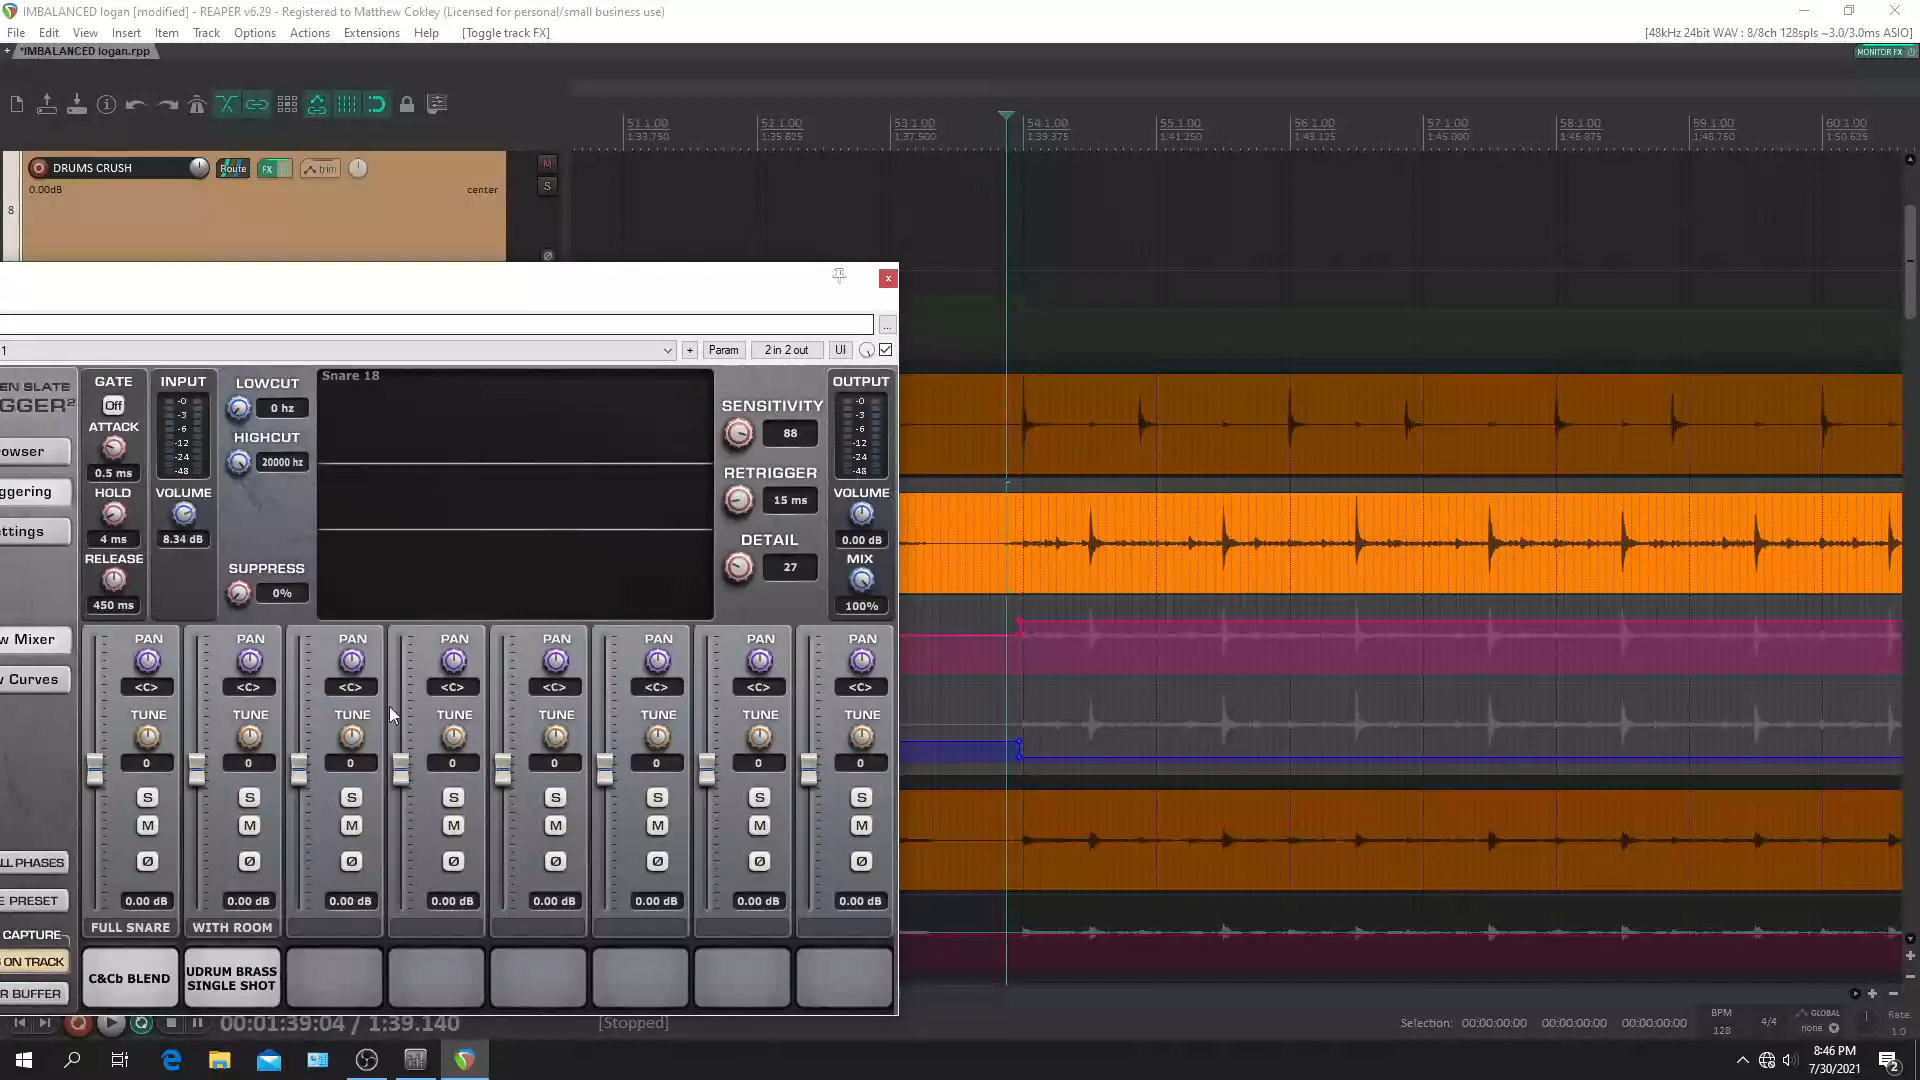 IMBALANCED logan [modified] - REAPER v6.29 - Registered to Matthew Cokley (Licensed for personal/small business use)
File Edit View Insert Item Track Options Actions Extensions Help [Toggle track FX]
[48kHz 24bit WAV : 8/8ch 128spls ~3.0/3.0ms ASIO]
+ *IMBALANCED logan.rpp
MONITOR FX
51.1.00 52.1.00 53.1.00 54.1.00 55.1.00 56.1.00 57.1.00 58.1.00 59.1.00 60.1.00
1:33.750 1:35.625 1:37.500 1:39.375 1:41.250 1:43.125 1:45.000 1:46.875 1:48.750 1:50.625
DRUMS CRUSH Route FX trim M
0.00dB center S
8
...
1 + Param 2 in 2 out UI
EN SLATE
GGER²
GATE INPUT LOWCUT Snare 18 OUTPUT
Off 0 hz SENSITIVITY
88
-0 -3 -6 -12 -24 -48
-0 -3 -6 -12 -24 -48
ATTACK HIGHCUT
0.5 ms 20000 hz
RETRIGGER
15 ms
owser
ggering
ettings
HOLD VOLUME VOLUME
4 ms 8.34 dB 0.00 dB
DETAIL
27
RELEASE SUPPRESS MIX
450 ms 0% 100%
w Mixer
w Curves
PAN PAN PAN PAN PAN PAN PAN PAN
<C> <C> <C> <C> <C> <C> <C> <C>
TUNE TUNE TUNE TUNE TUNE TUNE TUNE TUNE
0 0 0 0 0 0 0 0
S S S S S S S S
M M M M M M M M
Ø Ø Ø Ø Ø Ø Ø Ø
LL PHASES
E PRESET
0.00 dB 0.00 dB 0.00 dB 0.00 dB 0.00 dB 0.00 dB 0.00 dB 0.00 dB
FULL SNARE WITH ROOM
CAPTURE
ON TRACK
R BUFFER
C&Cb BLEND
UDRUM BRASS
SINGLE SHOT
00:01:39:04 / 1:39.140 [Stopped]
Selection: 00:00:00:00 00:00:00:00 00:00:00:00
BPM
128
4/4
GLOBAL
none
Rate:
1.0
8:46 PM
7/30/2021
2